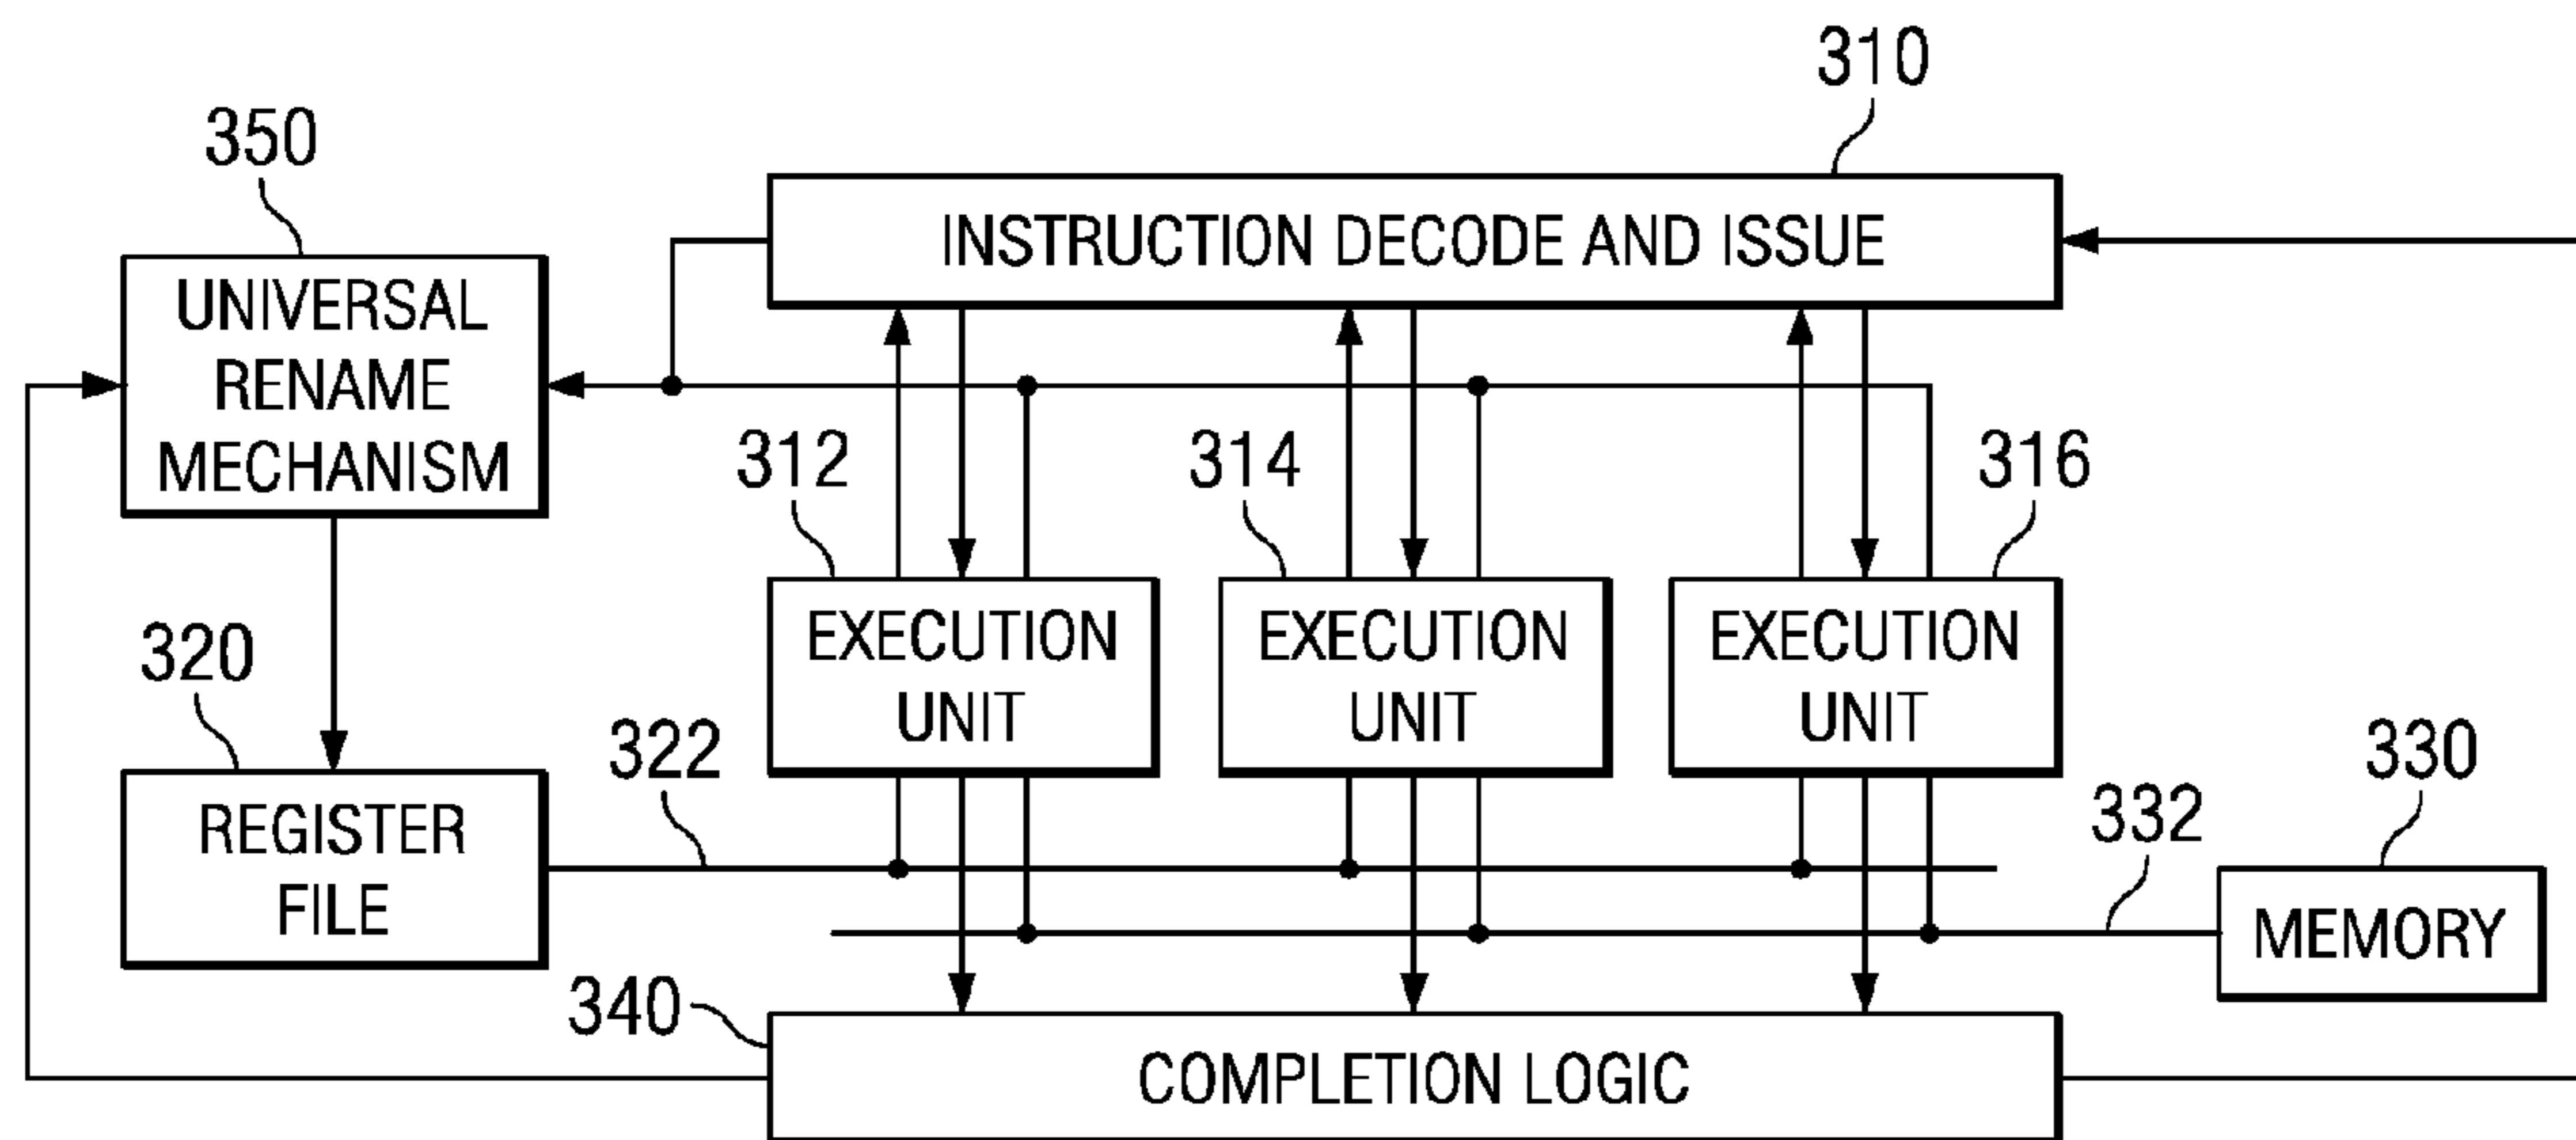 310
350
INSTRUCTION DECODE AND ISSUE
UNIVERSAL
RENAME
MECHANISM
312
314
316
EXECUTION
UNIT
EXECUTION
UNIT
EXECUTION
UNIT
320
322
REGISTER
FILE
330
332
MEMORY
340
COMPLETION LOGIC